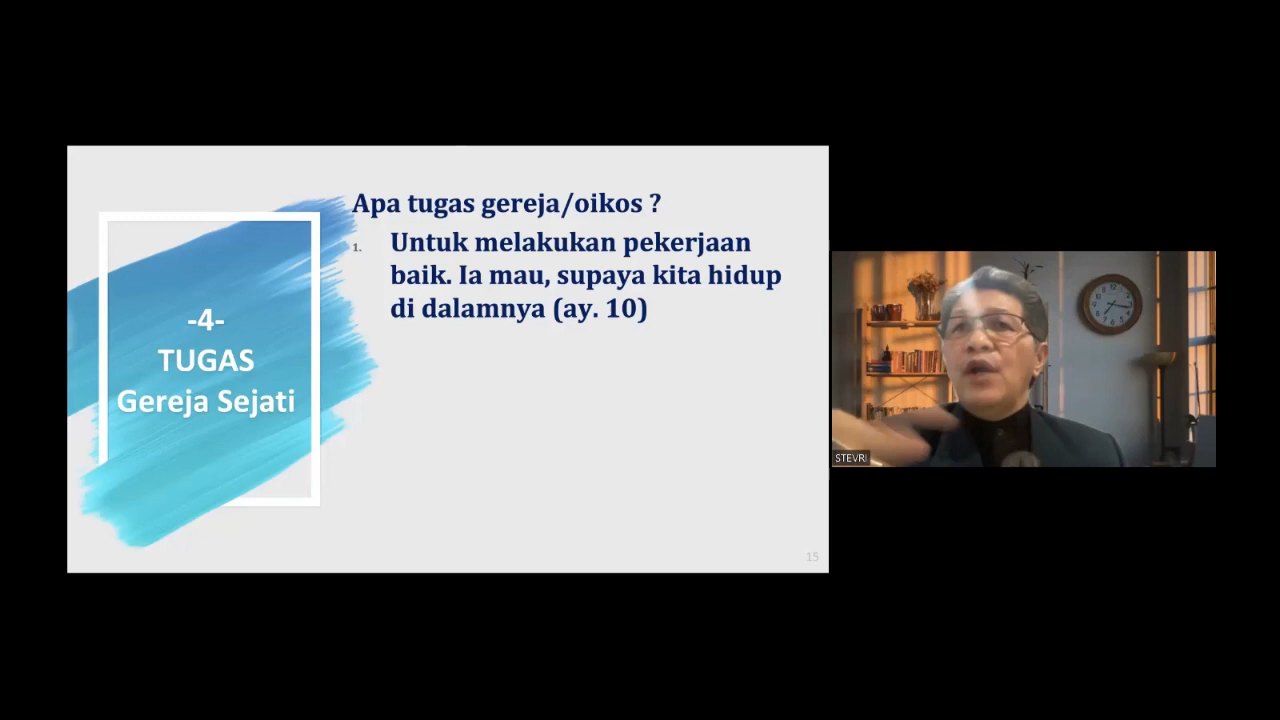 -4-
TUGAS
Gereja Sejati
Apa tugas gereja/oikos ?
1. Untuk melakukan pekerjaan
baik. Ia mau, supaya kita hidup
di dalamnya (ay. 10)
15
STEVRI